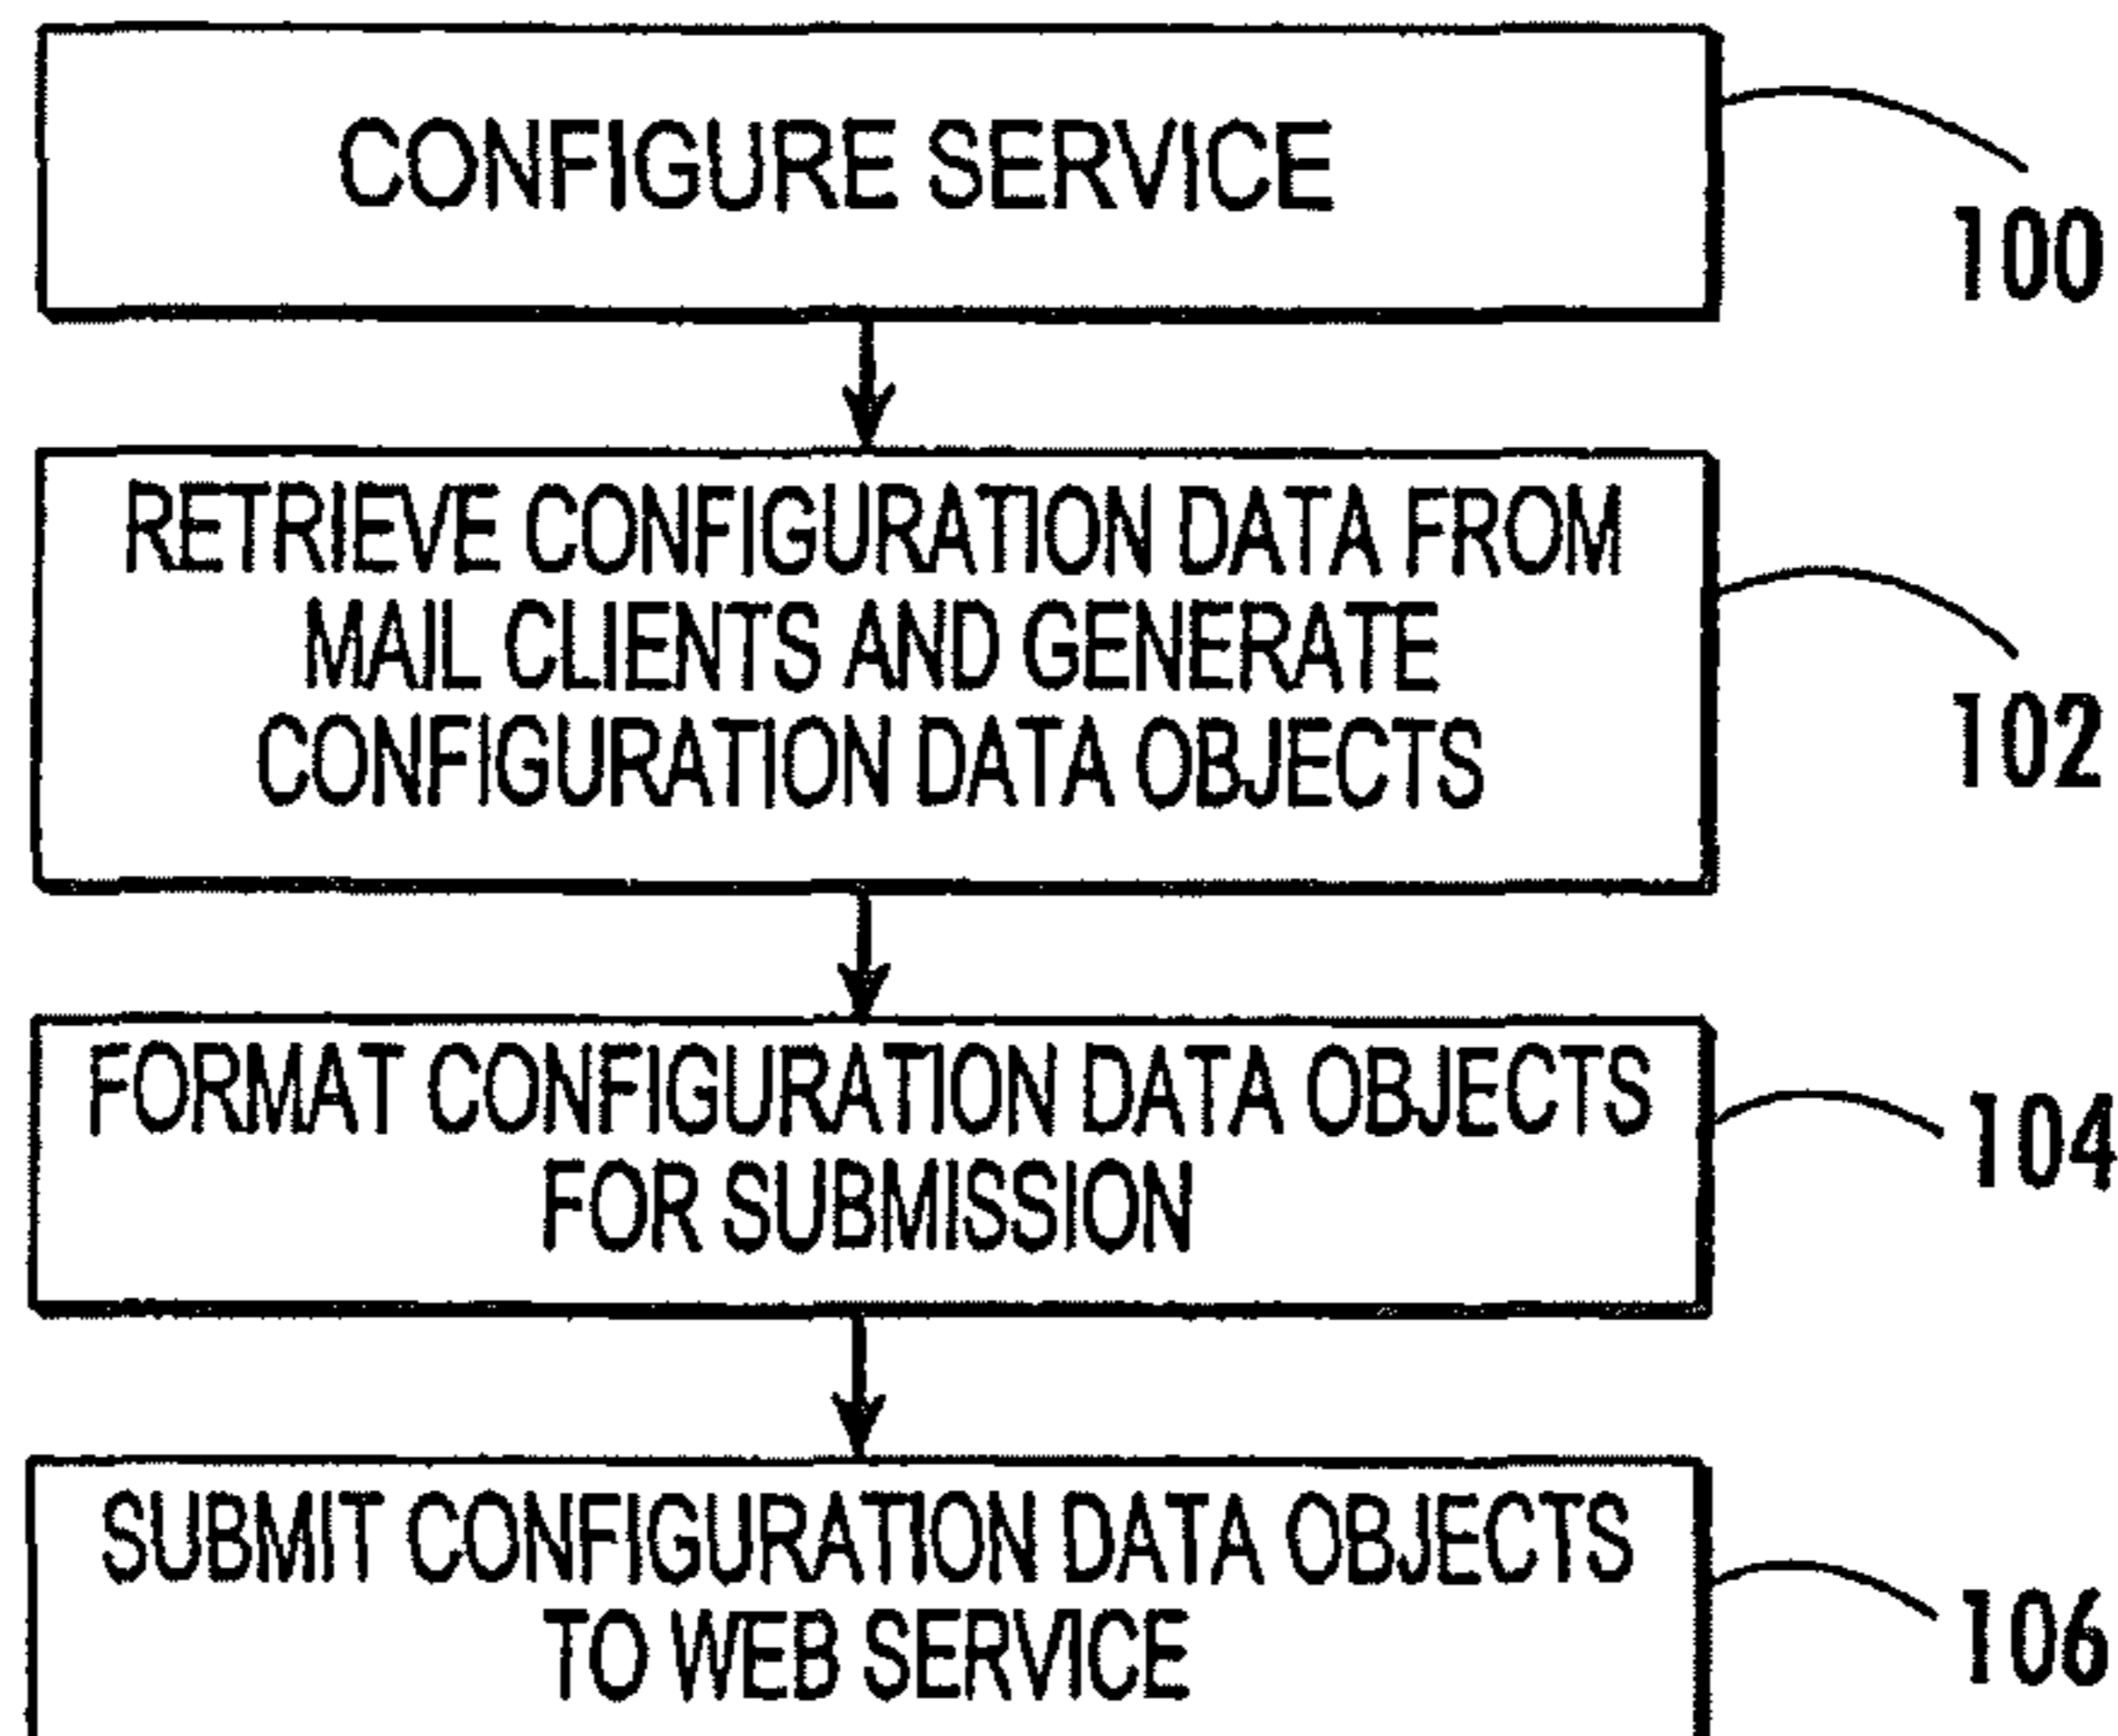 CONFIGURE SERVICE
100
RETRIEVE CONFIGURATION DATA FROM
MAIL CLIENTS AND GENERATE
CONFIGURATION DATA OBJECTS
102
FORMAT CONFIGURATION DATA OBJECTS
FOR SUBMISSION
104
SUBMIT CONFIGURATION DATA OBJECTS
TO WEB SERVICE
106